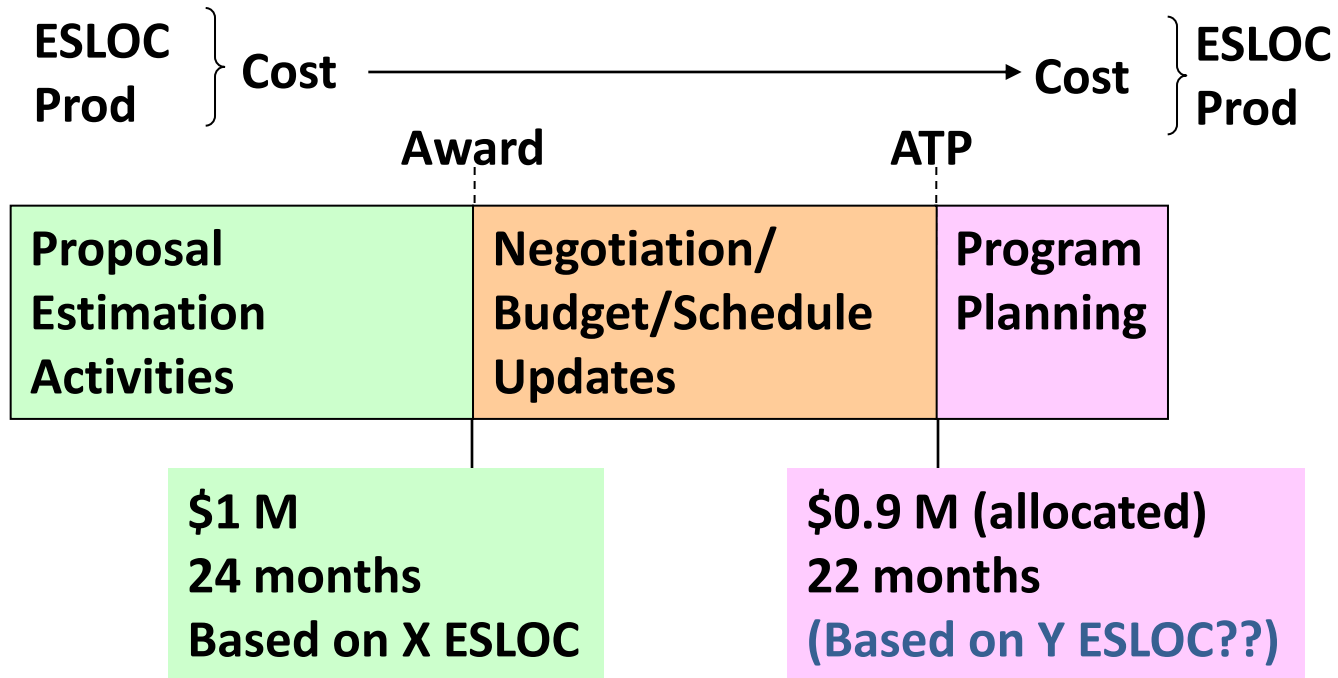 ESLOC
Prod
Cost
Cost
ESLOC
Prod
Award
ATP
Proposal
Estimation
Activities
Negotiation/
Budget/Schedule
Updates
Program
Planning
$1 M
24 months
Based on X ESLOC
$0.9 M (allocated)
22 months
(Based on Y ESLOC??)